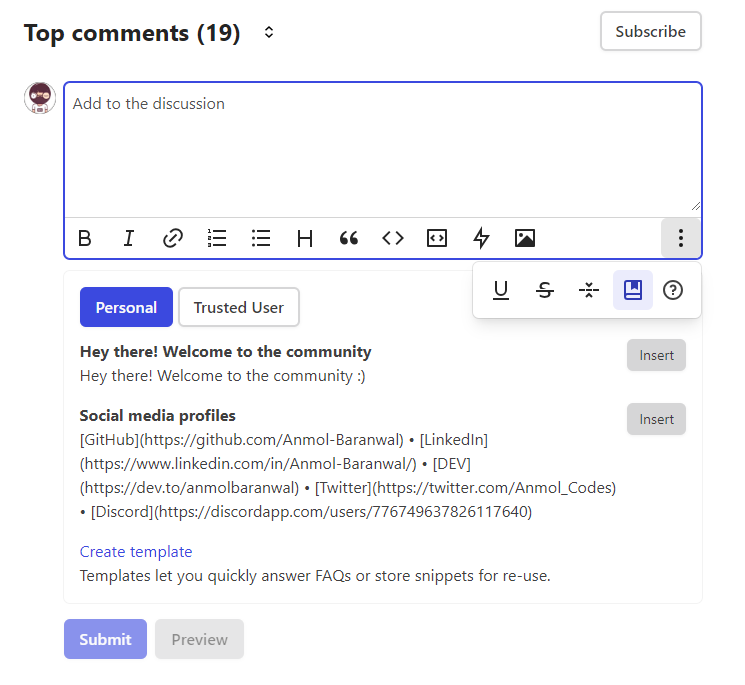 Top comments (19)
Subscribe
Add to the discussion
Personal
Trusted User
Hey there! Welcome to the community
Insert
Hey there! Welcome to the community :)
Social media profiles
Insert
[GitHub](https://github.com/Anmol-Baranwal) • [LinkedIn]
(https://www.linkedin.com/in/Anmol-Baranwal/) • [DEV]
(https://dev.to/anmolbaranwal) • [Twitter](https://twitter.com/Anmol_Codes)
• [Discord](https://discordapp.com/users/776749637826117640)
Create template
Templates let you quickly answer FAQs or store snippets for re-use.
Submit
Preview